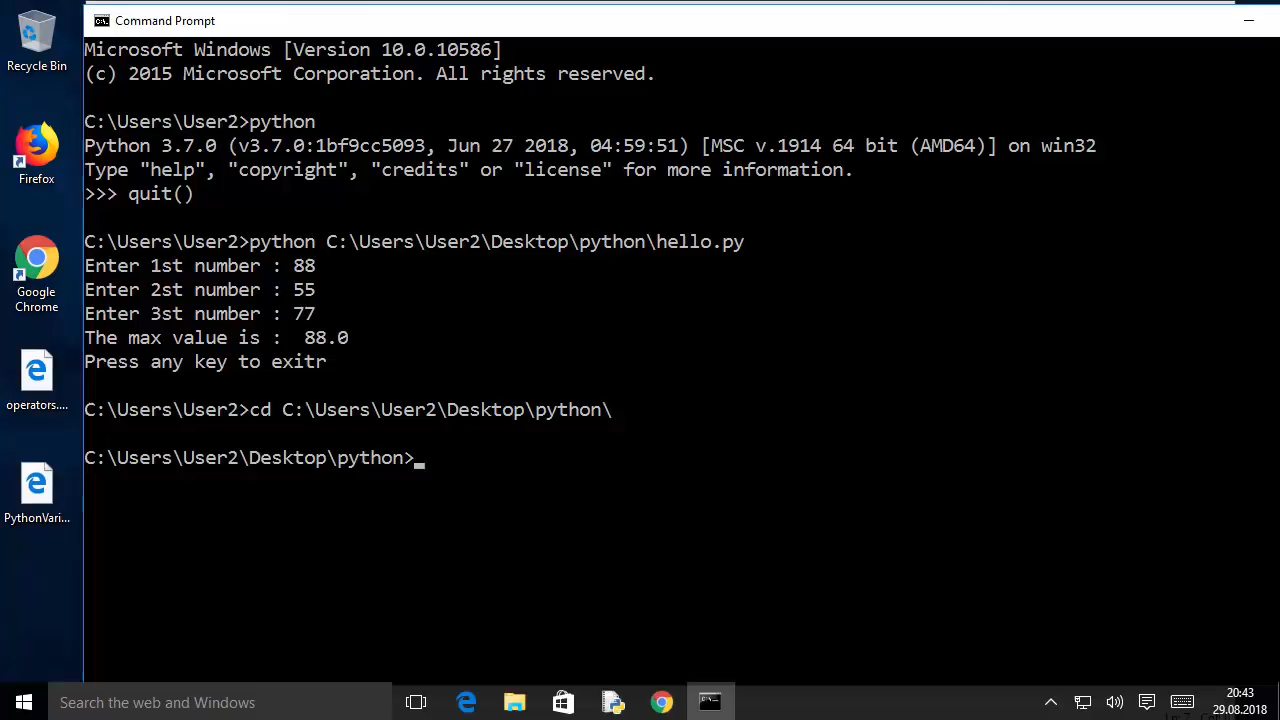 Command Prompt
Recycle Bin
Firefox
Google
Chrome
operators....
PythonVari...
Microsoft Windows [Version 10.0.10586]
(c) 2015 Microsoft Corporation. All rights reserved.
C:\Users\User2>python
Python 3.7.0 (v3.7.0:1bf9cc5093, Jun 27 2018, 04:59:51) [MSC v.1914 64 bit (AMD64)] on win32
Type "help", "copyright", "credits" or "license" for more information.
>>> quit()
C:\Users\User2>python C:\Users\User2\Desktop\python\hello.py
Enter 1st number : 88
Enter 2st number : 55
Enter 3st number : 77
The max value is :  88.0
Press any key to exitr
C:\Users\User2>cd C:\Users\User2\Desktop\python\
C:\Users\User2\Desktop\python>
Search the web and Windows
20:43
29.08.2018